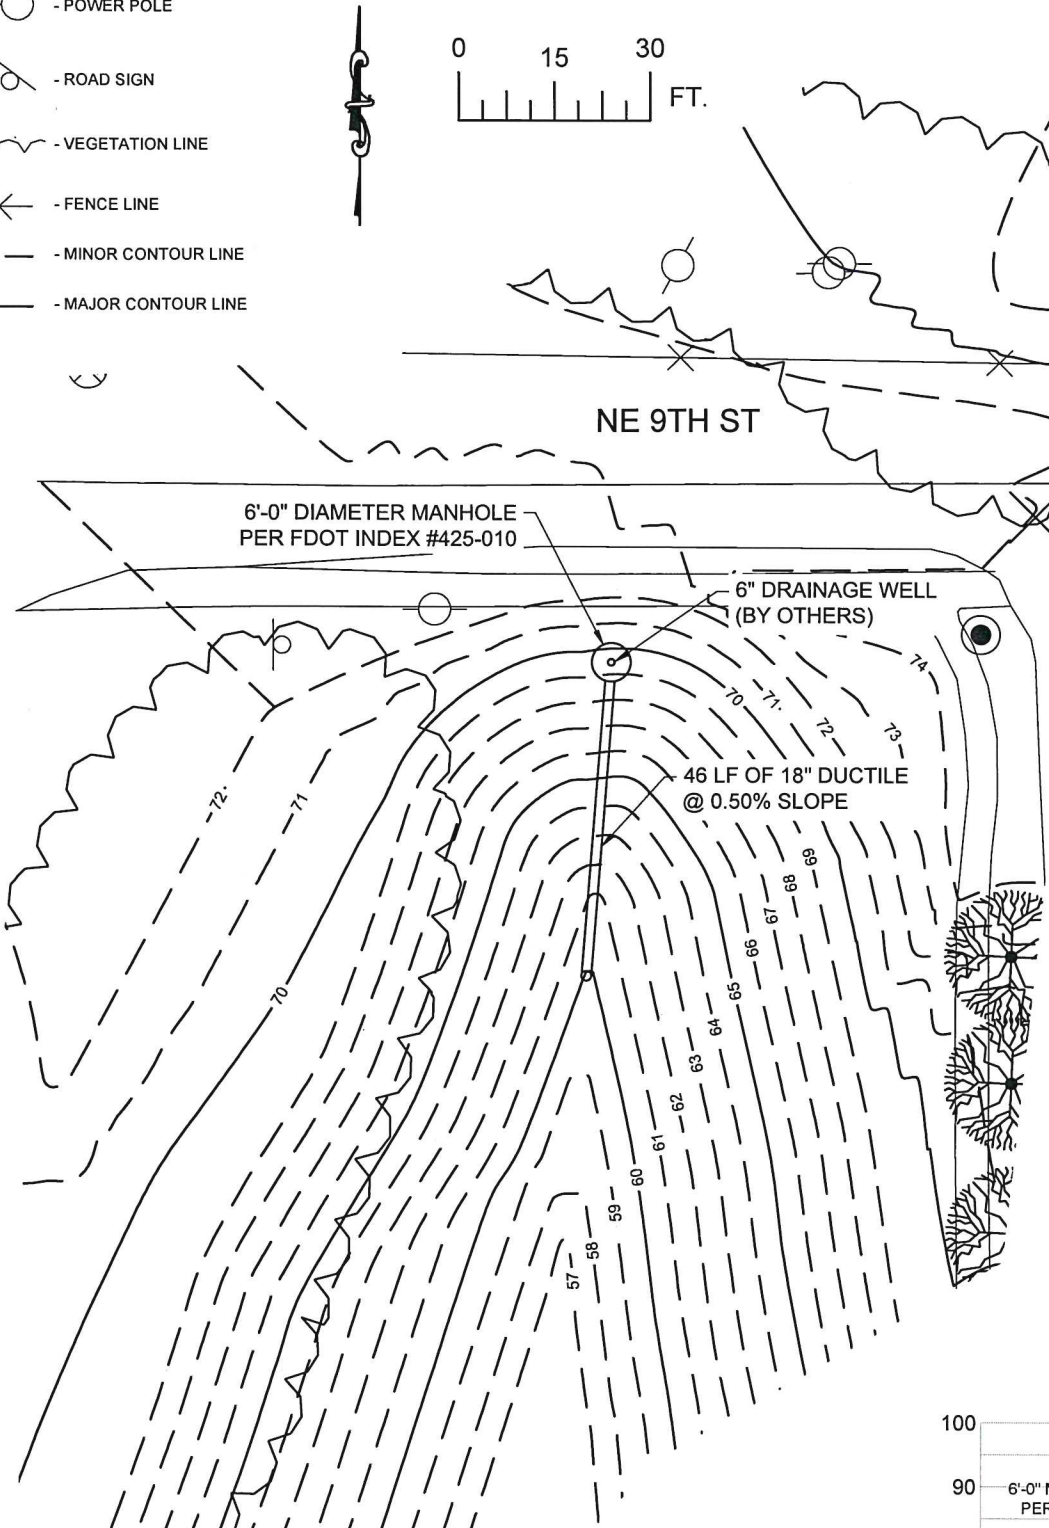 - POWER POLE
- ROAD SIGN
- VEGETATION LINE
- FENCE LINE
- MINOR CONTOUR LINE
- MAJOR CONTOUR LINE
0 15 30
FT.
NE 9TH ST
6'-0" DIAMETER MANHOLE
PER FDOT INDEX #425-010
6" DRAINAGE WELL
(BY OTHERS)
74
70
71
72
73
46 LF OF 18" DUCTILE
@ 0.50% SLOPE
72
71
70
69
68
67
66
65
64
63
62
61
60
59
58
57
100
90
6'-0"
PER